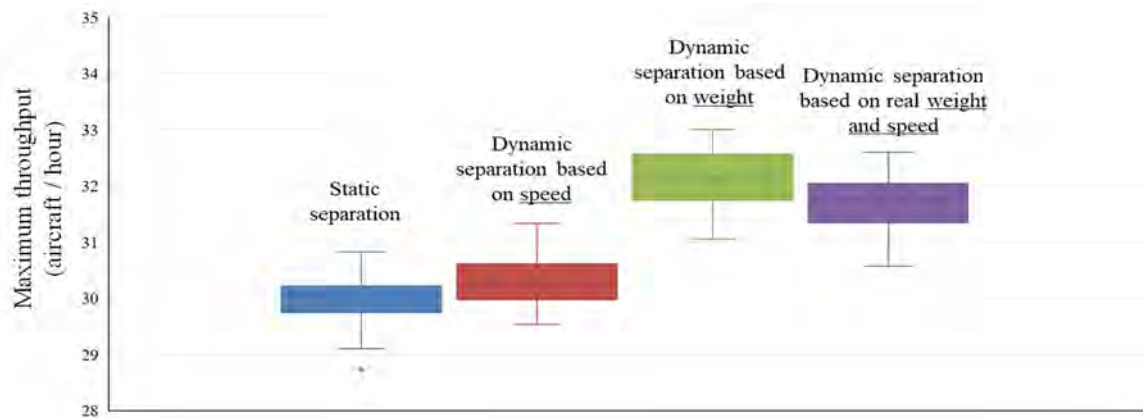 35
34
33
32
31
30
29
28
Maximum throughput
(aircraft / hour)
Static
separation
Dynamic
separation based
on speed
Dynamic
separation based
on weight
Dynamic separation
based on real weight
and speed